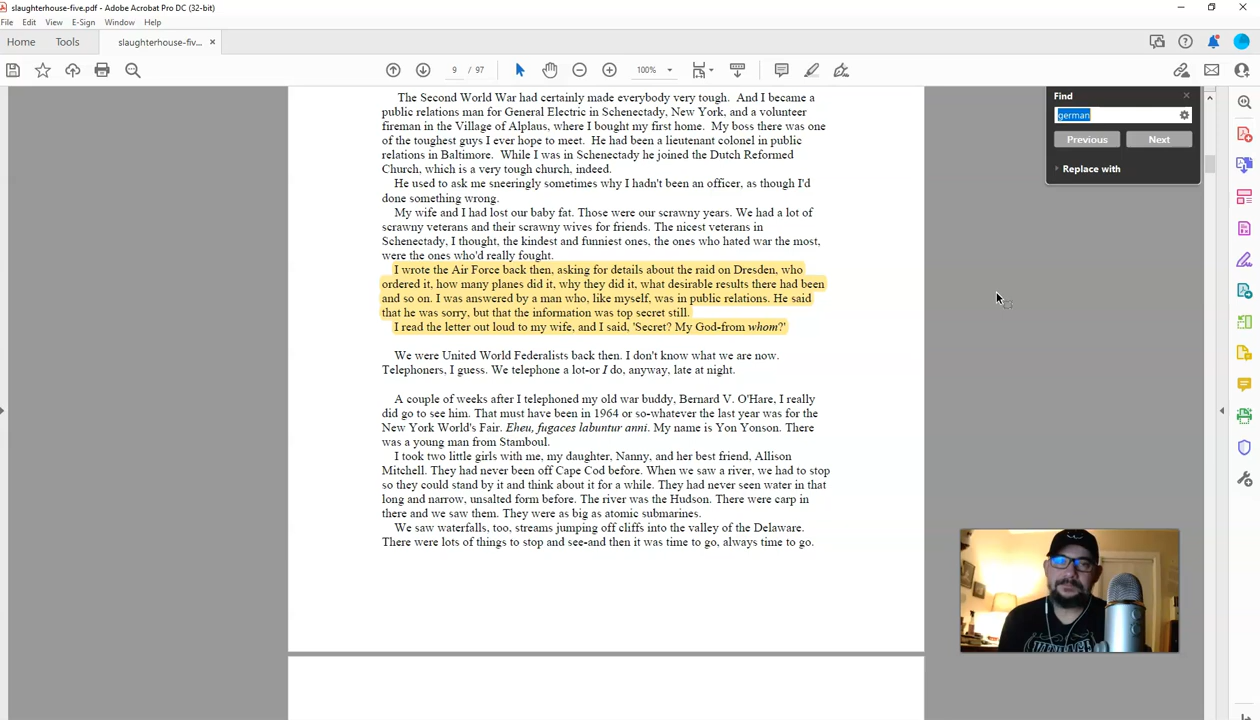 slaughterhouse-five.pdf - Adobe Acrobat Pro DC (32-bit)
File Edit View E-Sign Window Help
Home Tools slaughterhouse-fiv... ×
9 / 97 100%
The Second World War had certainly made everybody very tough. And I became a
public relations man for General Electric in Schenectady, New York, and a volunteer
fireman in the Village of Alplaus, where I bought my first home. My boss there was one
of the toughest guys I ever hope to meet. He had been a lieutenant colonel in public
relations in Baltimore. While I was in Schenectady he joined the Dutch Reformed
Church, which is a very tough church, indeed.
He used to ask me sneeringly sometimes why I hadn't been an officer, as though I'd
done something wrong.
My wife and I had lost our baby fat. Those were our scrawny years. We had a lot of
scrawny veterans and their scrawny wives for friends. The nicest veterans in
Schenectady, I thought, the kindest and funniest ones, the ones who hated war the most,
were the ones who'd really fought.
I wrote the Air Force back then, asking for details about the raid on Dresden, who
ordered it, how many planes did it, why they did it, what desirable results there had been
and so on. I was answered by a man who, like myself, was in public relations. He said
that he was sorry, but that the information was top secret still.
I read the letter out loud to my wife, and I said, 'Secret? My God-from whom?'
We were United World Federalists back then. I don't know what we are now.
Telephoners, I guess. We telephone a lot-or I do, anyway, late at night.
A couple of weeks after I telephoned my old war buddy, Bernard V. O'Hare, I really
did go to see him. That must have been in 1964 or so-whatever the last year was for the
New York World's Fair. Eheu, fugaces labuntur anni. My name is Yon Yonson. There
was a young man from Stamboul.
I took two little girls with me, my daughter, Nanny, and her best friend, Allison
Mitchell. They had never been off Cape Cod before. When we saw a river, we had to stop
so they could stand by it and think about it for a while. They had never seen water in that
long and narrow, unsalted form before. The river was the Hudson. There were carp in
there and we saw them. They were as big as atomic submarines.
We saw waterfalls, too, streams jumping off cliffs into the valley of the Delaware.
There were lots of things to stop and see-and then it was time to go, always time to go.
Find
german
Previous Next
Replace with